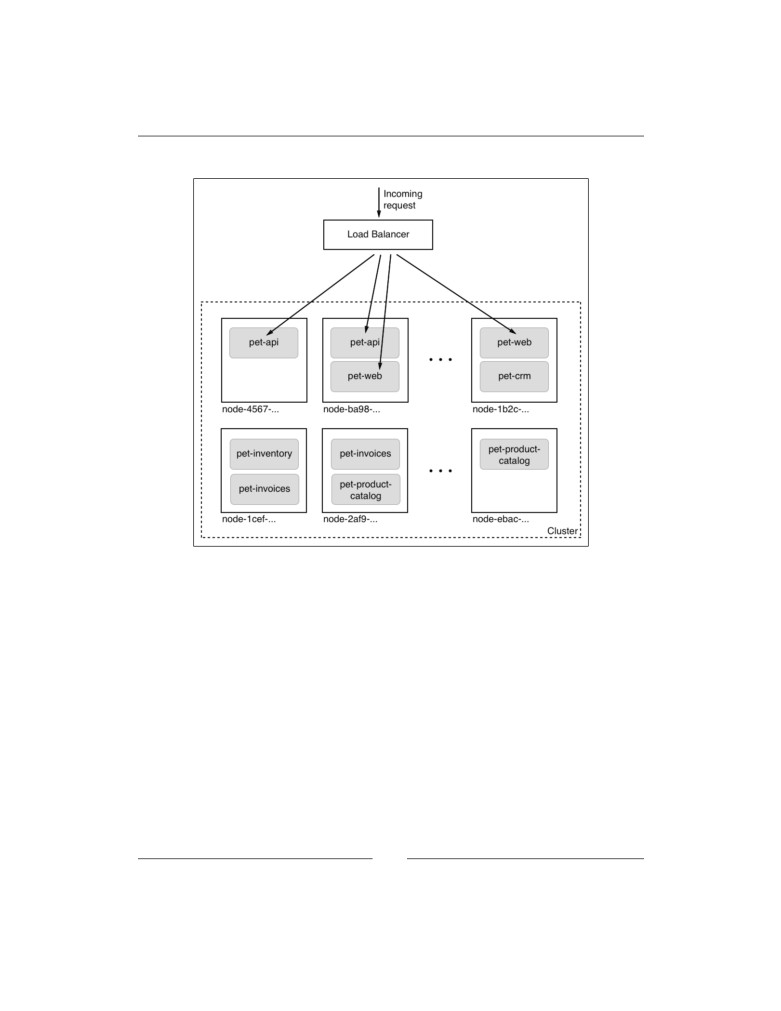 Incoming
request
Load Balancer
pet-api
pet-api
pet-web
pet-web
pet-crm
. . .
node-4567-...
node-ba98-...
node-1b2c-...
pet-inventory
pet-invoices
pet-invoices
pet-product-
catalog
. . .
pet-product-
catalog
node-1cef-...
node-2af9-...
node-ebac-...
Cluster